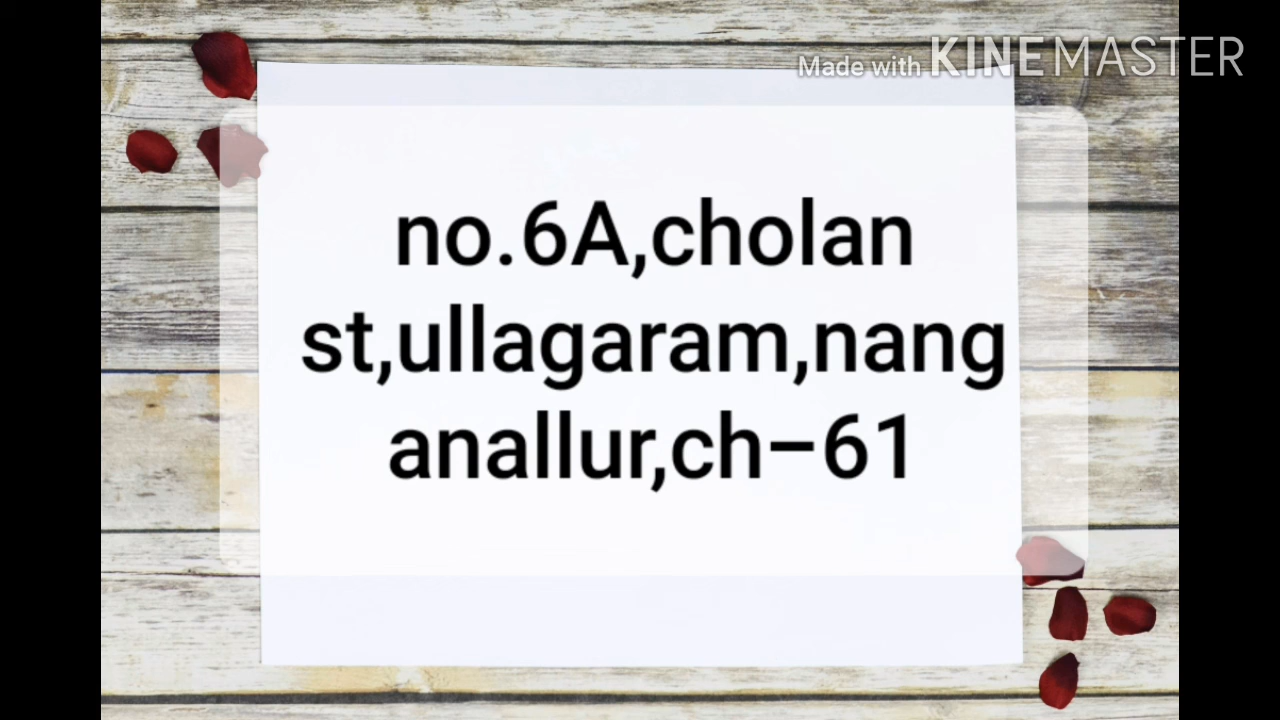 Made with KINEMASTER
no.6A,cholan
st,ullagaram,nang
anallur,ch–61